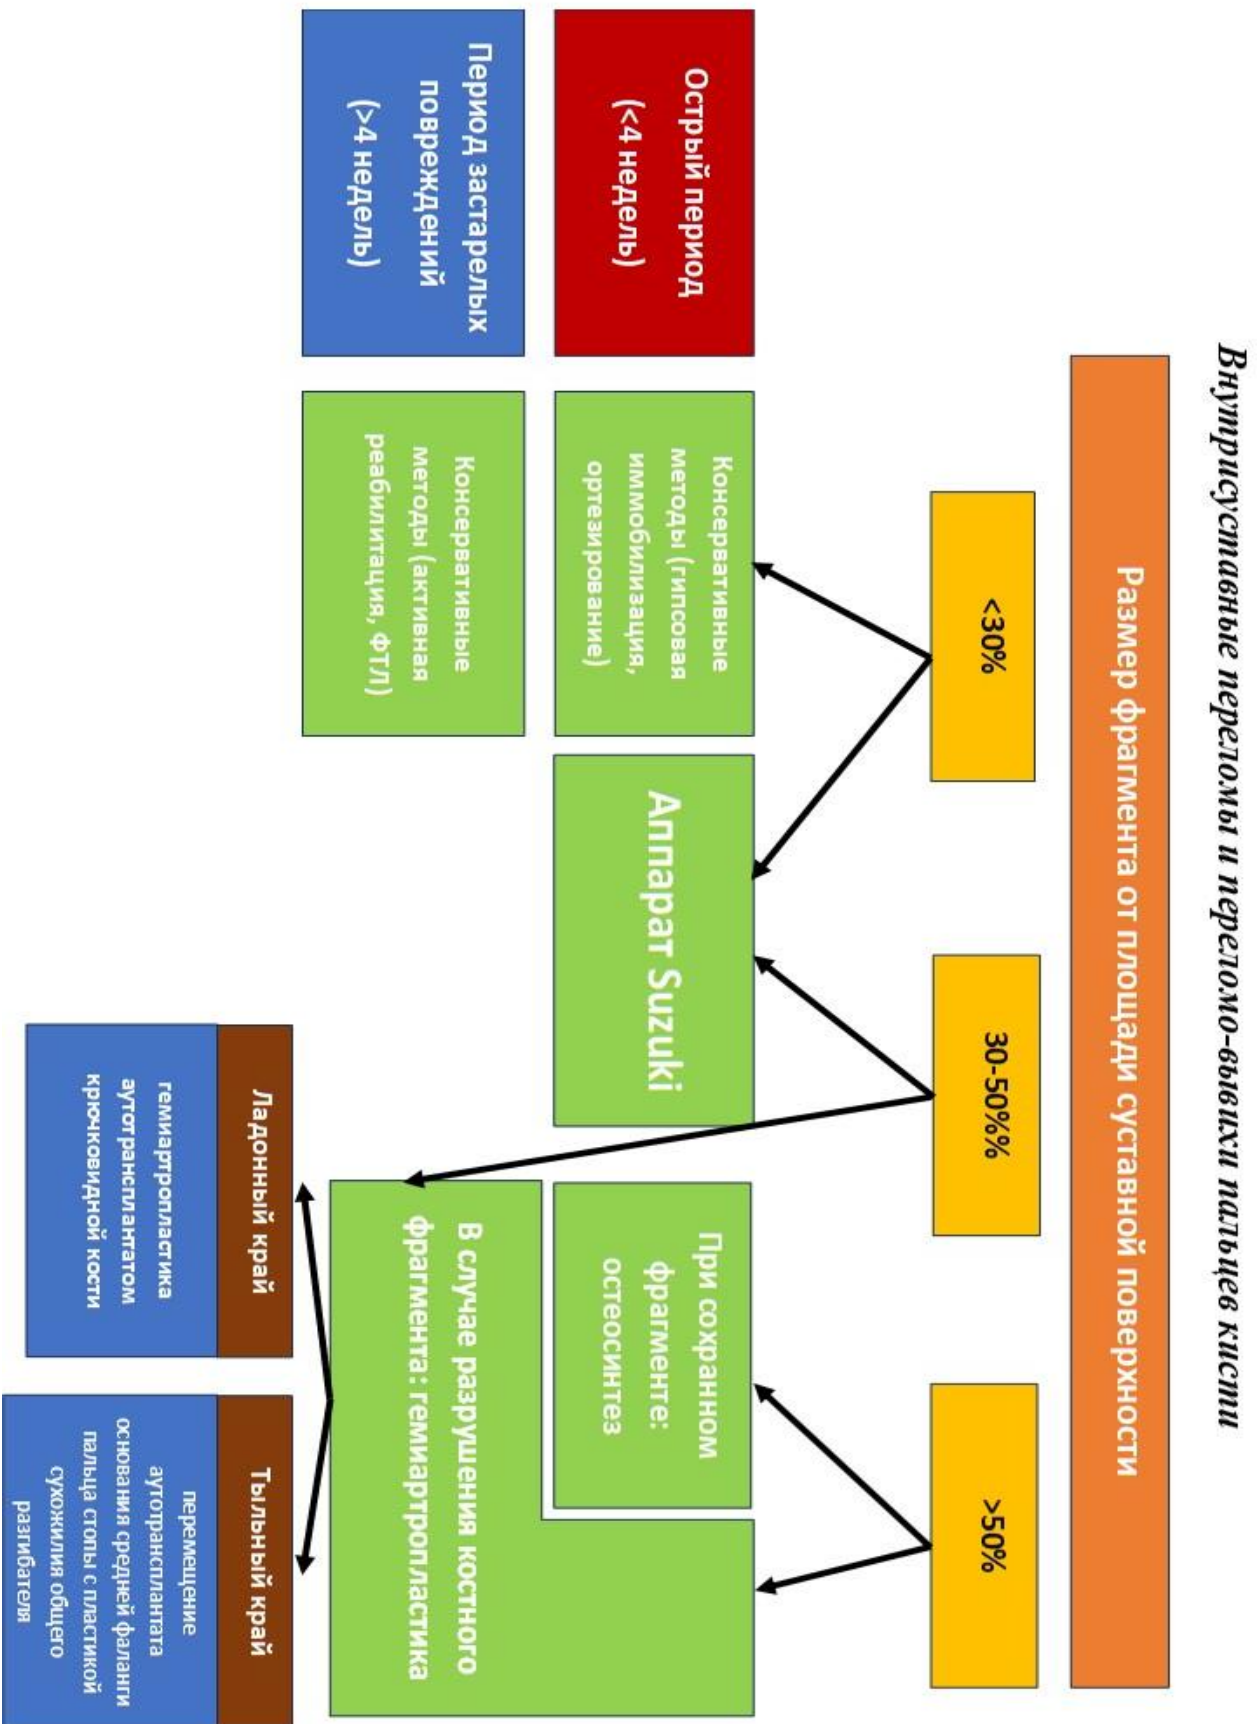 Внутрисуставные переломы и переломо-вывихи пальцев кисти
Размер фрагмента от площади суставной поверхности
<30%
30-50%%
>50%
Острый период
(<4 недель)
Консервативные
методы (гипсовая
иммобилизация,
ортезирование)
Аппарат Suzuki
При сохранном
фрагменте:
остеосинтез
Период застарелых
повреждений
(>4 недель)
Консервативные
методы (активная
реабилитация, ФТЛ)
В случае разрушения костного
фрагмента: гемиартропластика
Ладонный край
гемиартропластика
аутотрансплантатом
крючковидной кости
Тыльный край
перемещение
аутотрансплантата
основания средней фаланги
пальца стопы с пластикой
сухожилия общего
разгибателя